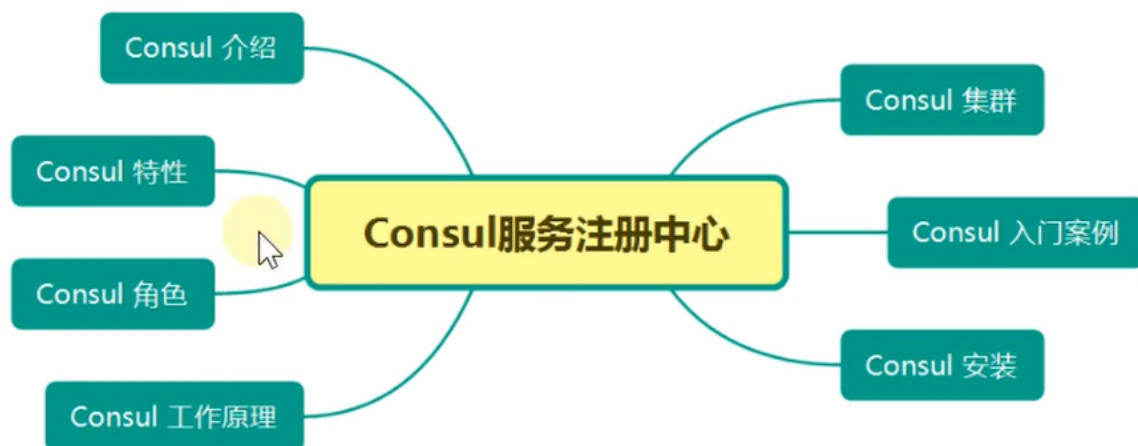 Consul 介绍
Consul 特性
Consul 角色
Consul 工作原理
Consul服务注册中心
Consul 集群
Consul 入门案例
Consul 安装